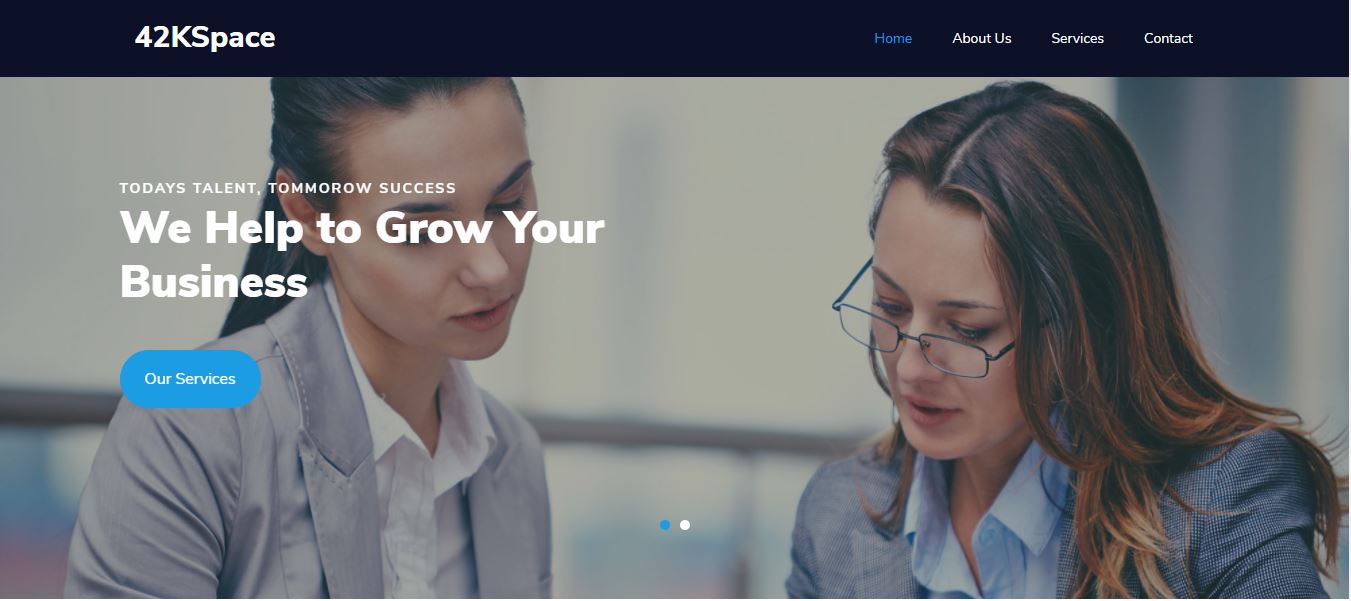 42KSpace
Home About Us Services Contact
TODAYS TALENT, TOMMOROW SUCCESS
We Help to Grow Your
Business
Our Services